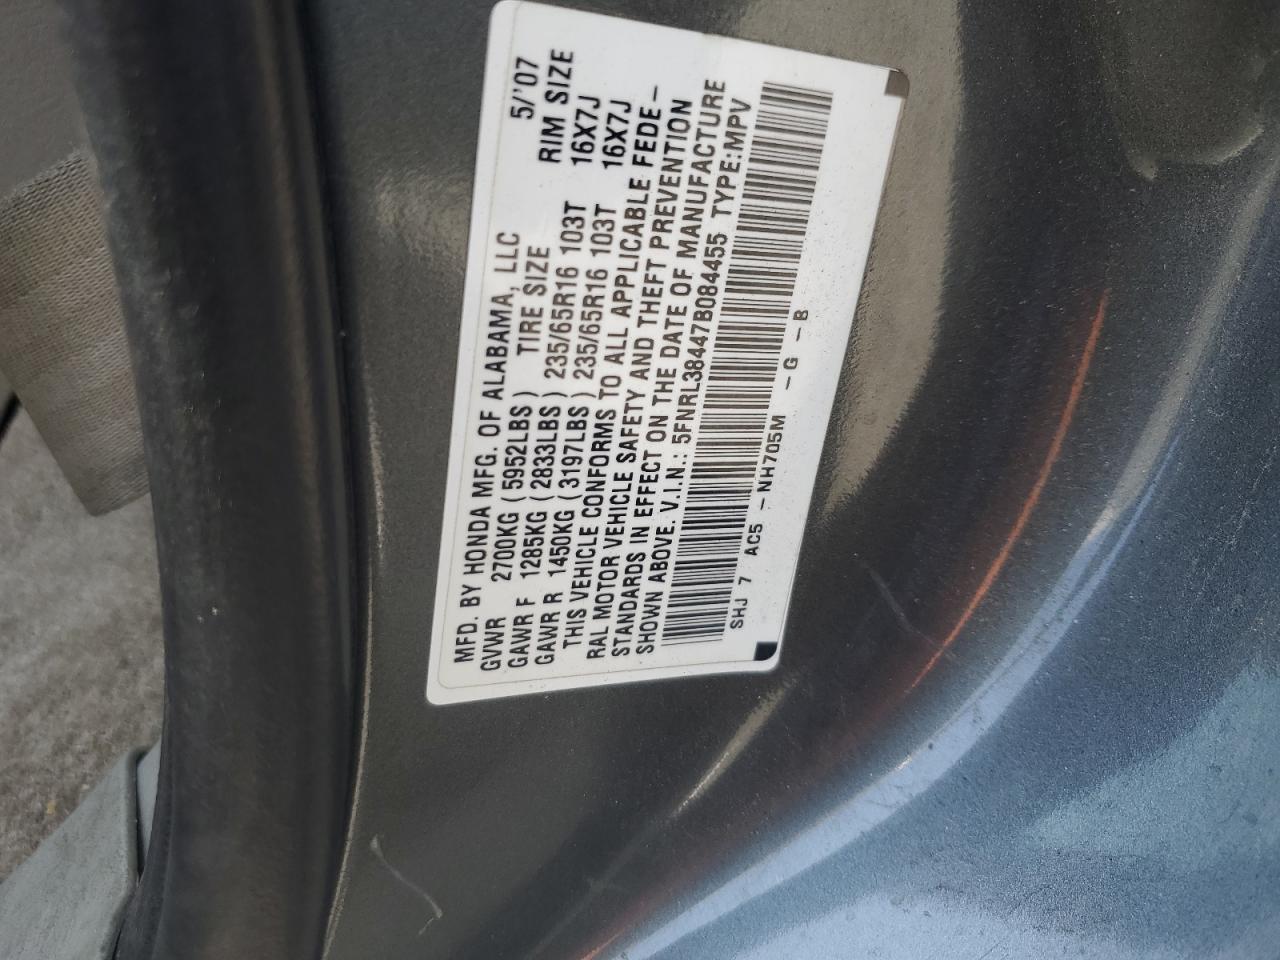 MFD. BY HONDA MFG. OF ALABAMA, LLC 5/'07
GVWR 2700KG (5952LBS) TIRE SIZE RIM SIZE
GAWR F 1285KG (2833LBS) 235/65R16 103T 16X7J
GAWR R 1450KG (3197LBS) 235/65R16 103T 16X7J
THIS VEHICLE CONFORMS TO ALL APPLICABLE FEDE-
RAL MOTOR VEHICLE SAFETY AND THEFT PREVENTION
STANDARDS IN EFFECT ON THE DATE OF MANUFACTURE
SHOWN ABOVE. V.I.N.: 5FNRL38447B084455 TYPE:MPV
SHJ 7 AC5 -NH705M -G -B